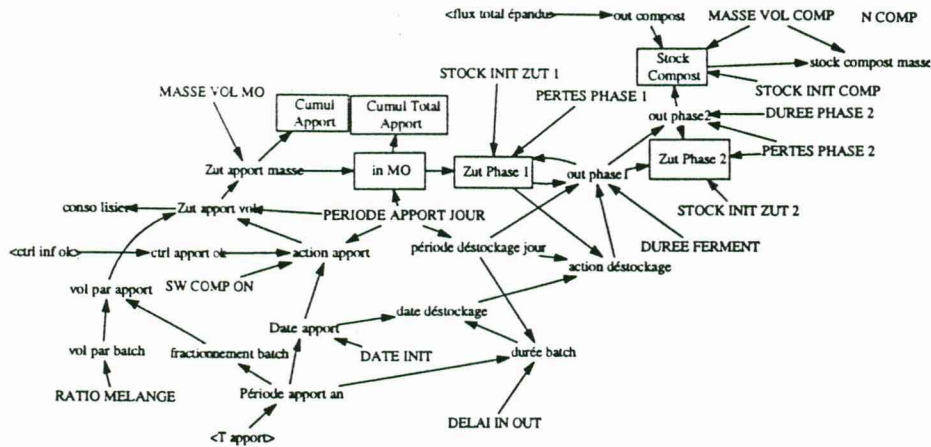 <flux total épandus>
out compost
MASSE VOL COMP
N COMP
Stock
Compost
stock compost masse
STOCK INIT ZUT 1
STOCK INIT COMP
MASSE VOL MO
Cumul
Apport
Cumul Total
Apport
PERTES PHASE 1
out phase2
DUREE PHASE 2
PERTES PHASE 2
Zut apport masse
in MO
Zut Phase 1
out phase1
Zut Phase 2
conso lisier
Zut apport vol
PERIODE APPORT JOUR
STOCK INIT ZUT 2
<ctrl inf ok>
ctrl apport ok
action apport
période déstockage jour
DUREE FERMENT
vol par apport
SW COMP ON
action déstockage
date déstockage
Date apport
vol par batch
fractionnement batch
DATE INIT
durée batch
RATIO MELANGE
Période apport an
DELAI IN OUT
<T apport>